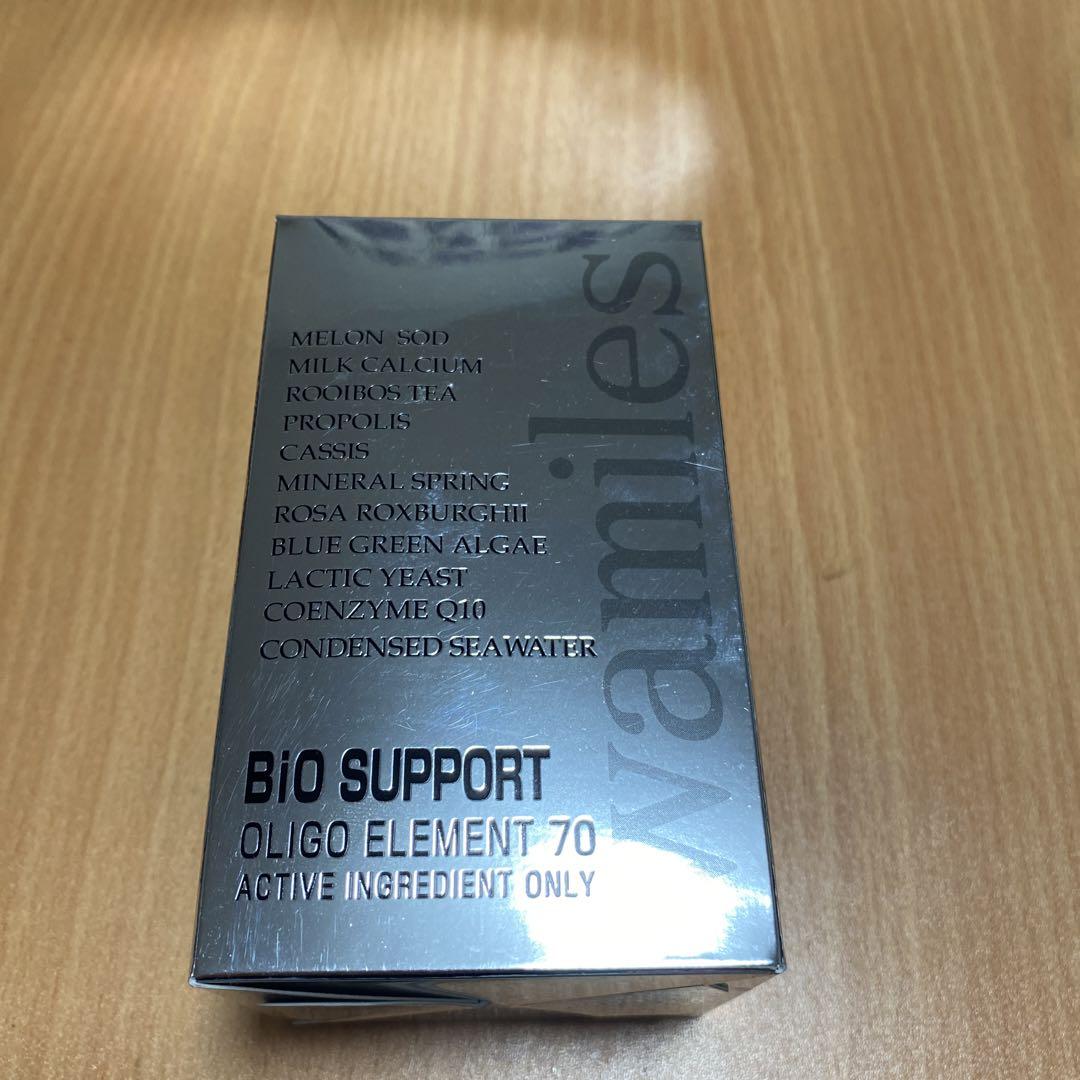 MELON SOD
MILK CALCIUM
ROOIBOS TEA
PROPOLIS
CASSIS
MINERAL SPRING
ROSA ROXBURGHII
BLUE GREEN ALGAE
LACTIC YEAST
COENZYME Q10
CONDENSED SEAWATER
BiO SUPPORT
OLIGO ELEMENT 70
ACTIVE INGREDIENT ONLY
wamiles